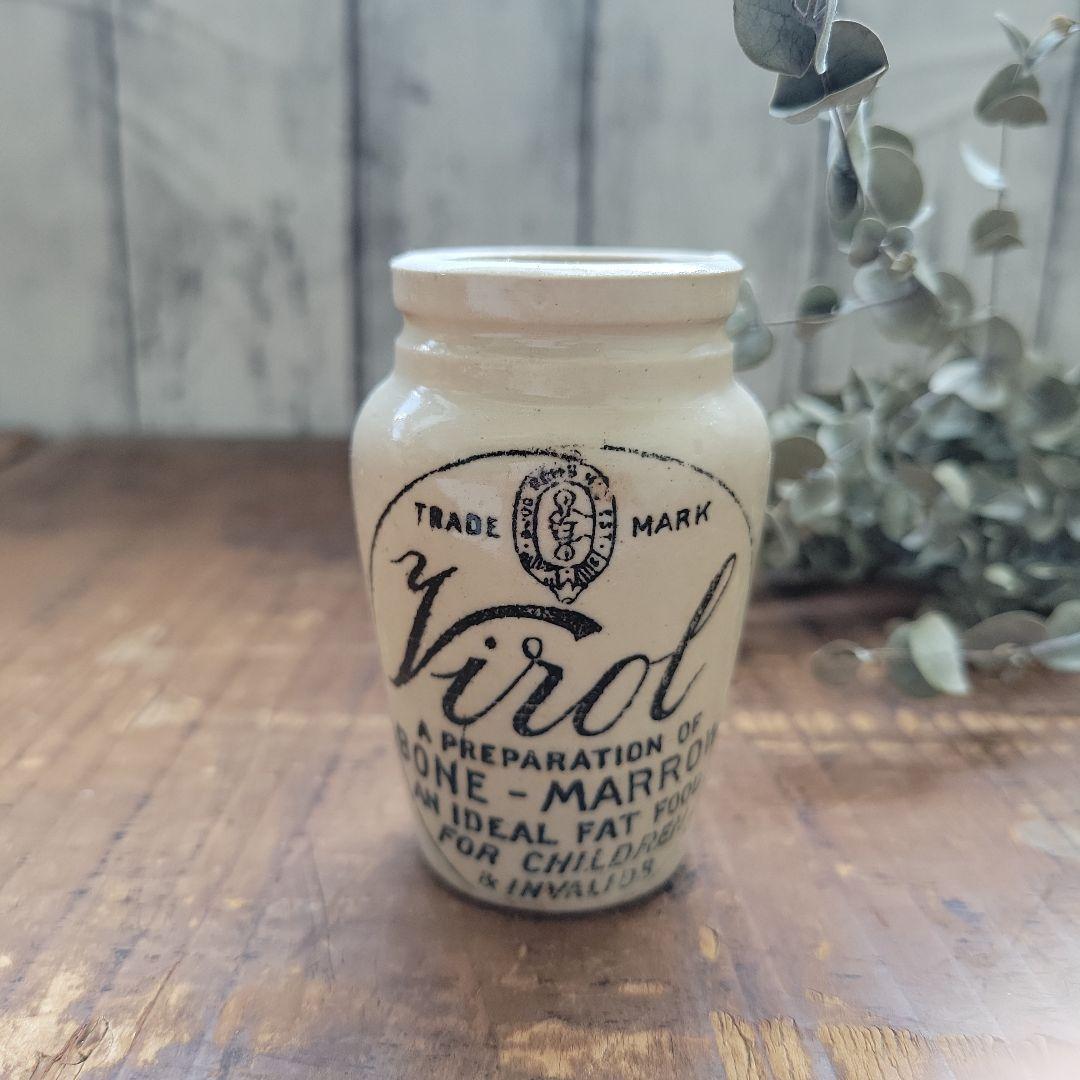 TRADE MARK
Virol
A PREPARATION OF
BONE - MARROW
AN IDEAL FAT FOOD
FOR CHILDREN
& INVALIDS